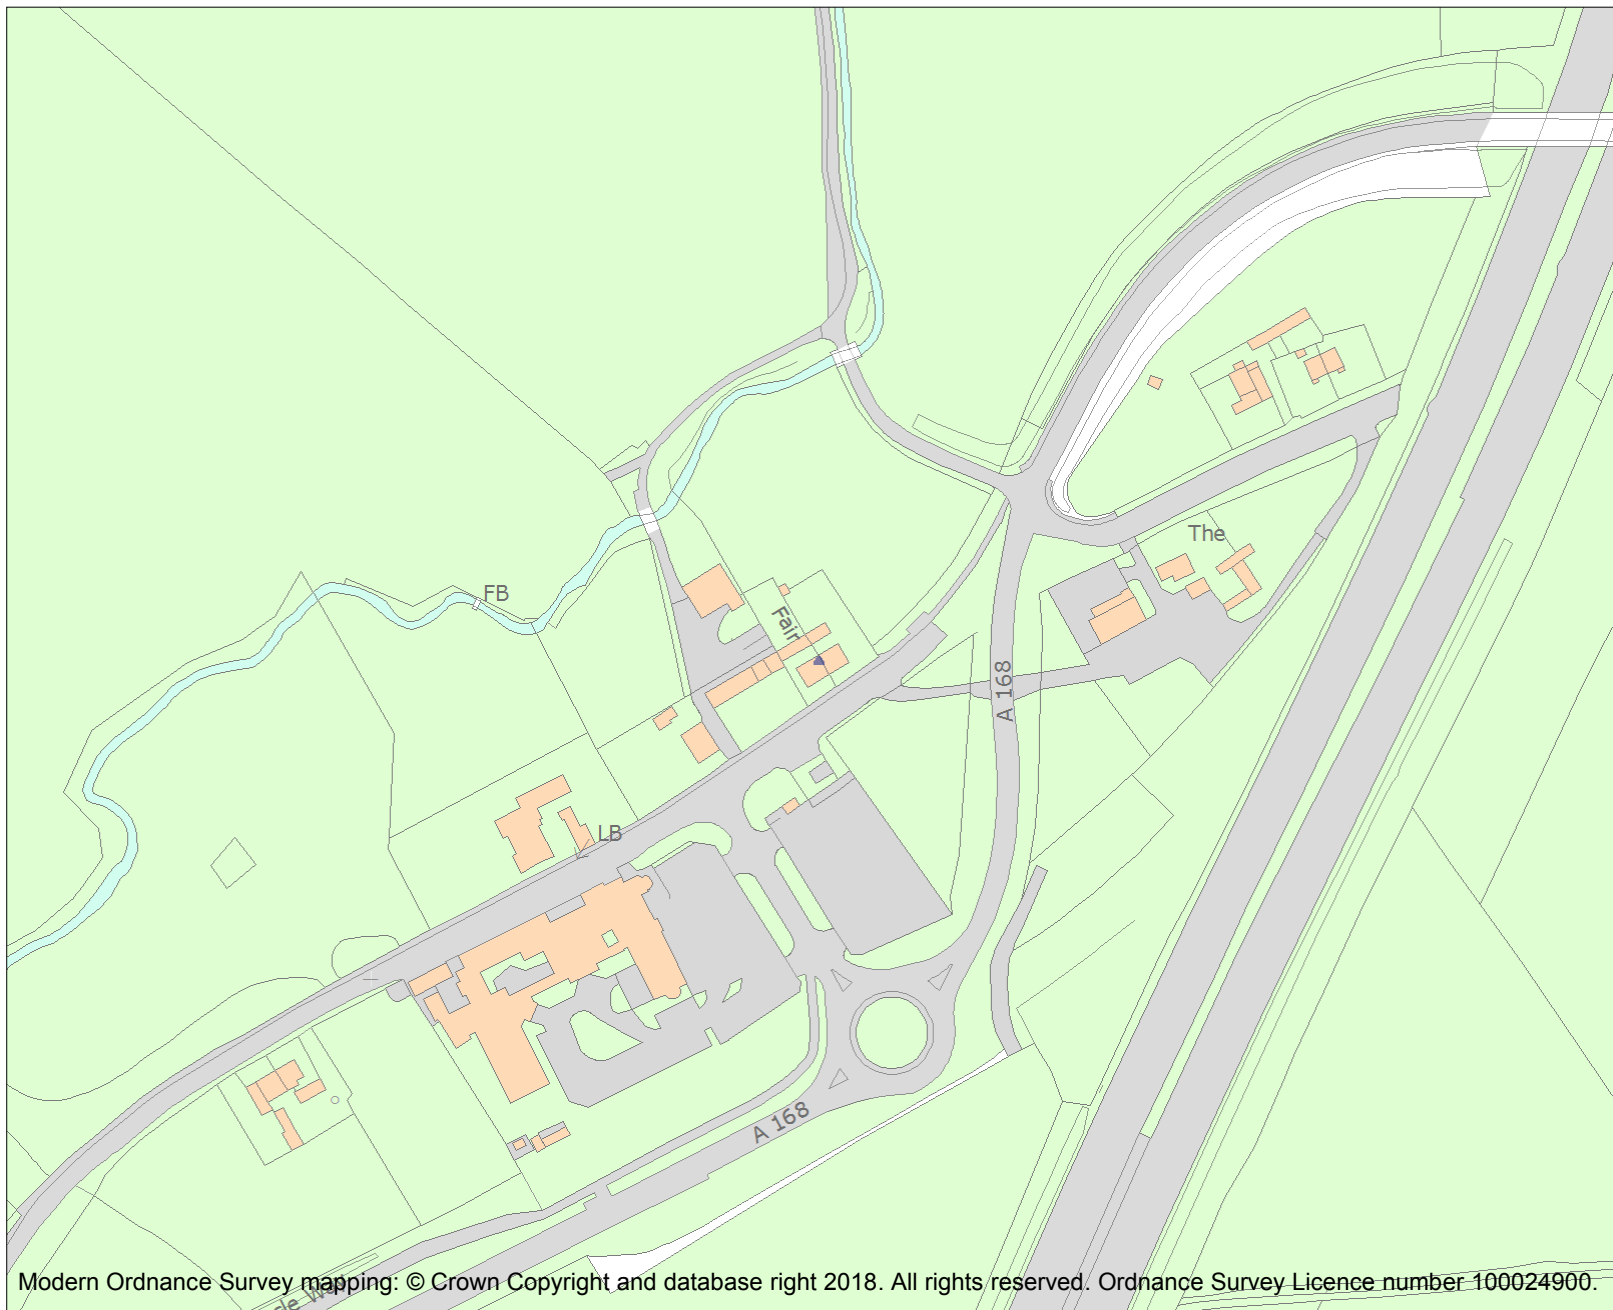 The
FB
Fair
A 168
LB
A 168
Modern Ordnance Survey mapping: © Crown Copyright and database right 2018. All rights reserved. Ordnance Survey Licence number 100024900.